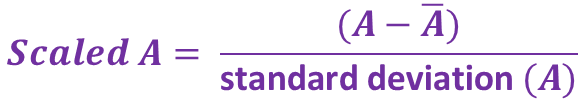 Scaled A = (A − A̅)
standard deviation (A)